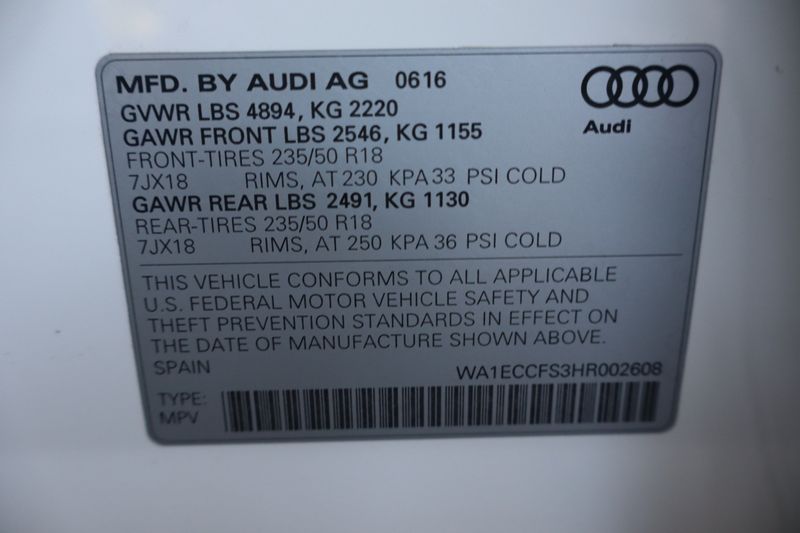 MFD. BY AUDI AG 0616
GVWR LBS 4894, KG 2220
GAWR FRONT LBS 2546, KG 1155
FRONT-TIRES 235/50 R18
7JX18 RIMS, AT 230 KPA 33 PSI COLD
GAWR REAR LBS 2491, KG 1130
REAR-TIRES 235/50 R18
7JX18 RIMS, AT 250 KPA 36 PSI COLD
Audi
THIS VEHICLE CONFORMS TO ALL APPLICABLE
U.S. FEDERAL MOTOR VEHICLE SAFETY AND
THEFT PREVENTION STANDARDS IN EFFECT ON
THE DATE OF MANUFACTURE SHOWN ABOVE.
SPAIN WA1ECCFS3HR002608
TYPE:
MPV